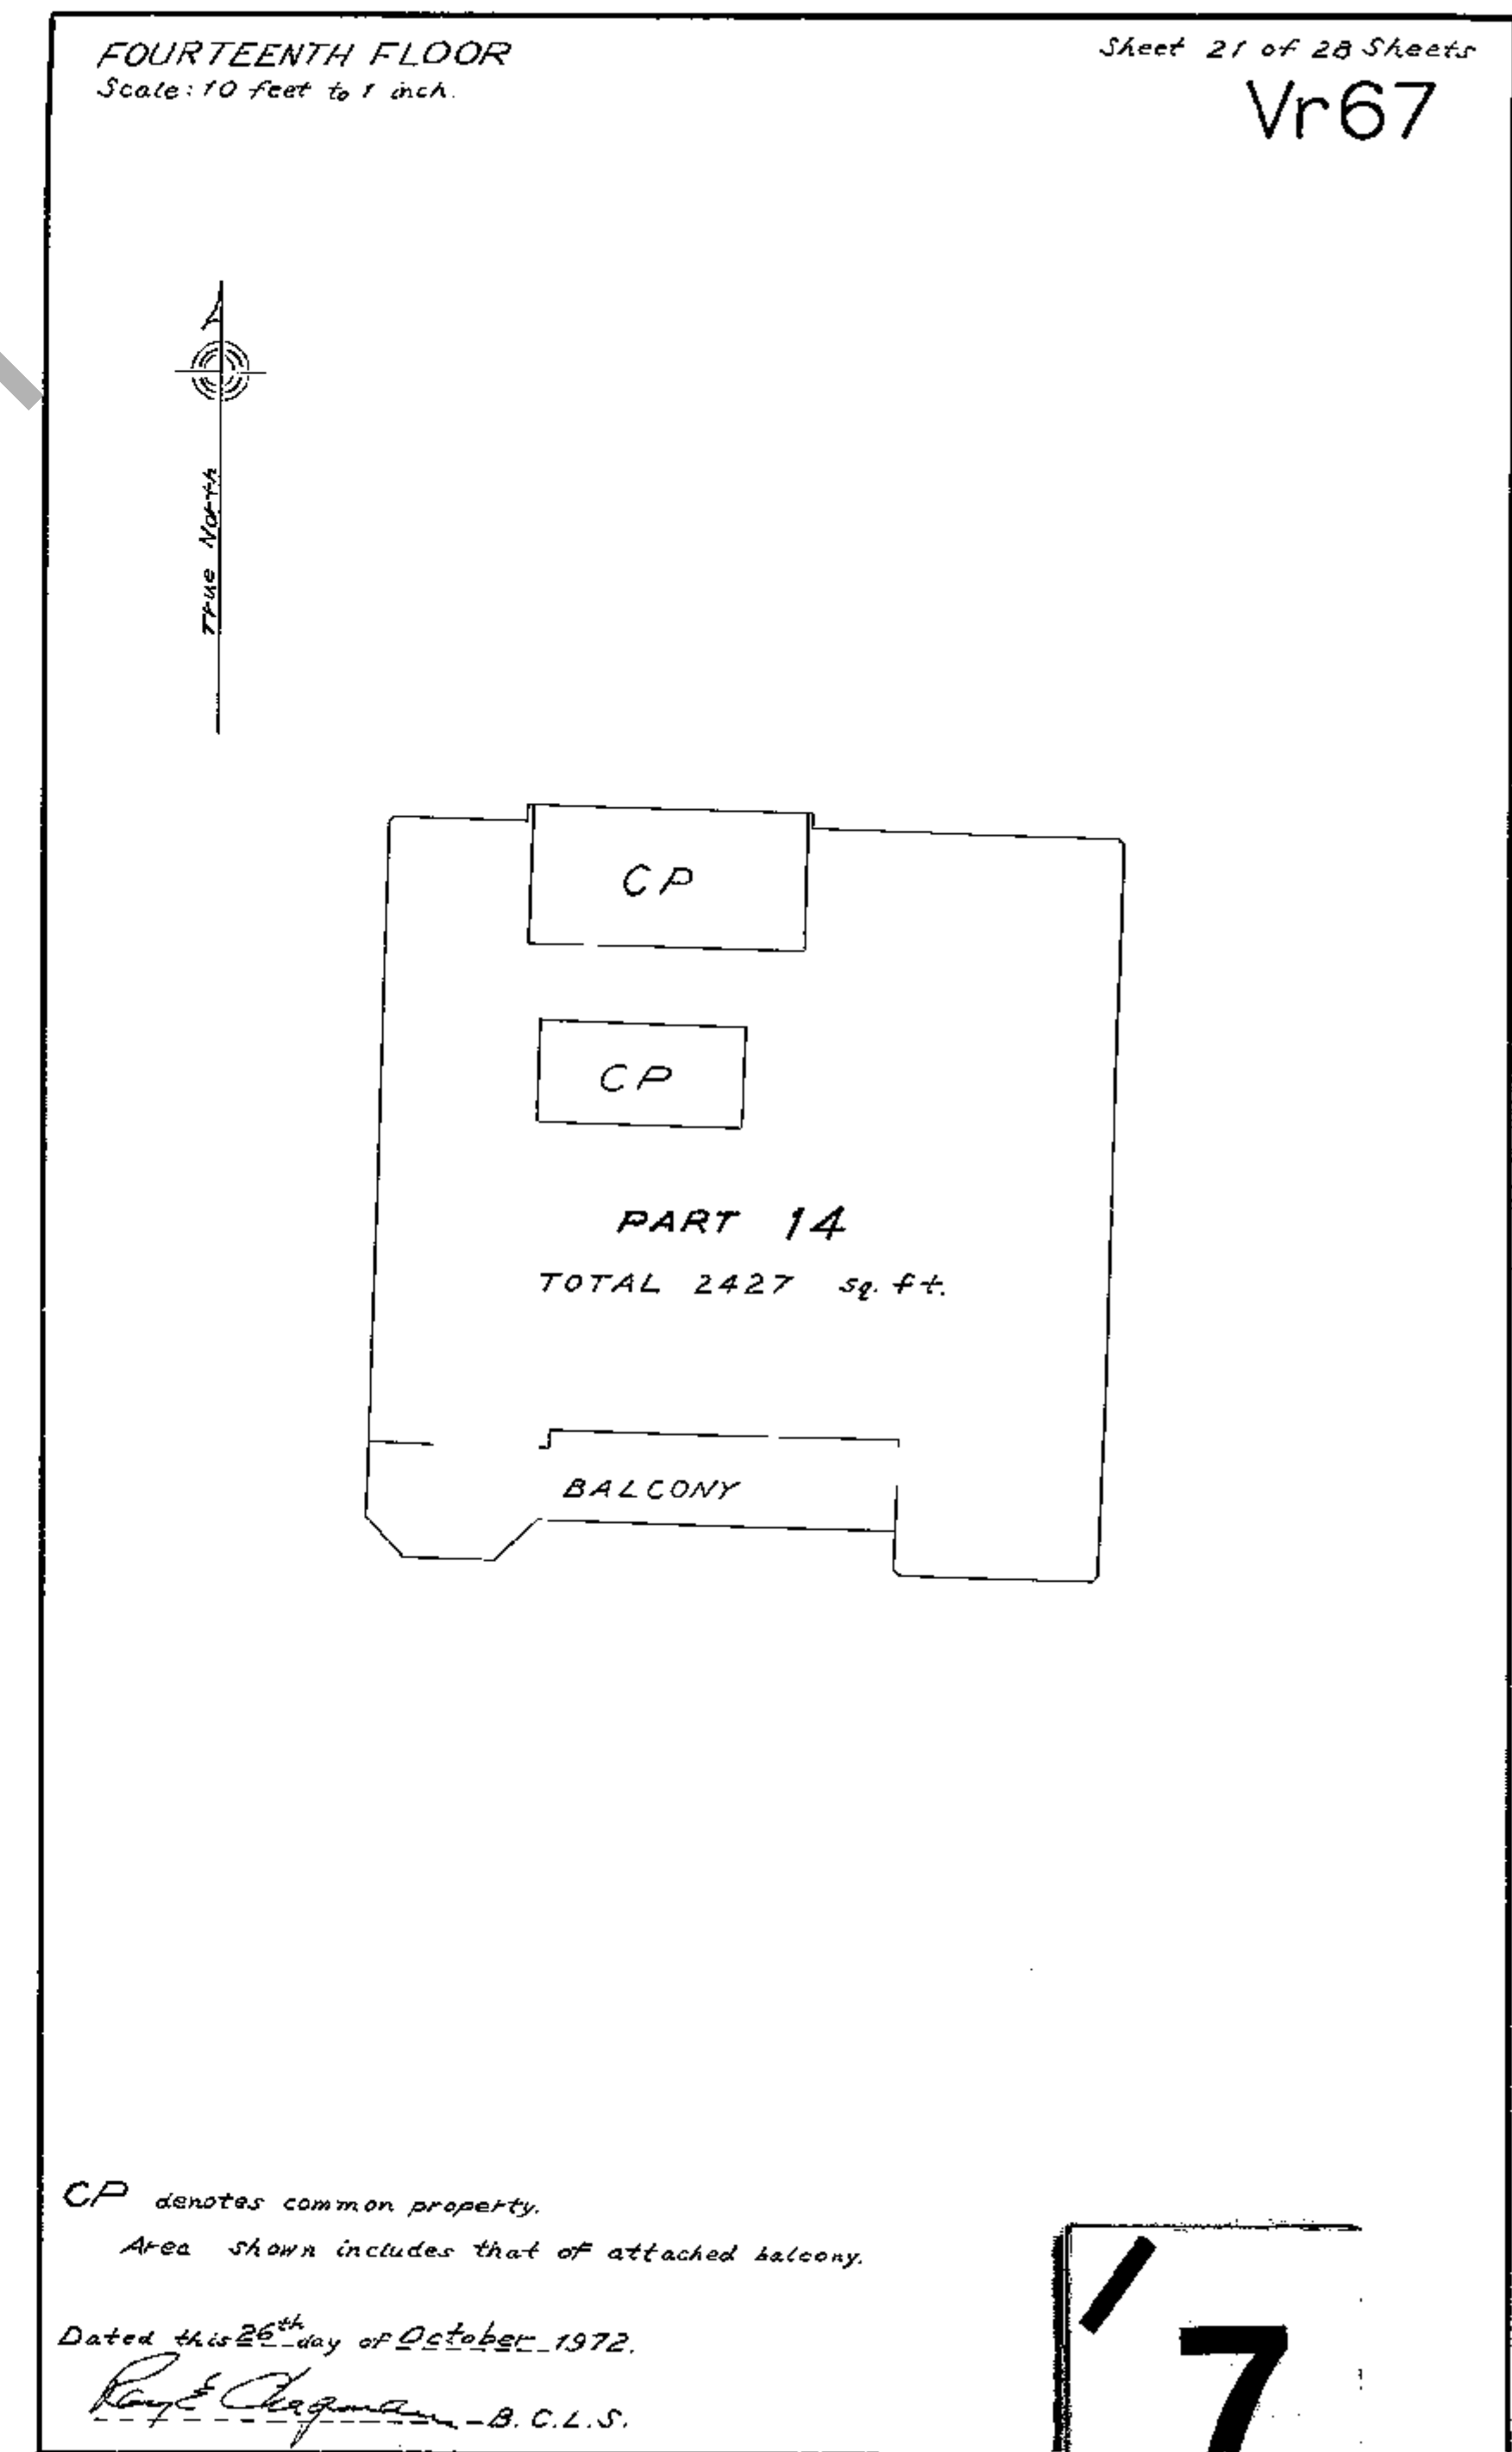 FOURTEENTH FLOOR
Scale: 10 feet to 1 inch.
Sheet 21 of 28 Sheets
Vr67
True North
CP
CP
PART 14
TOTAL 2427 sq. ft.
BALCONY
CP denotes common property.
Area shown includes that of attached balcony.
Dated this 26th day of October 1972.
Roy E Chapman B.C.L.S.
7